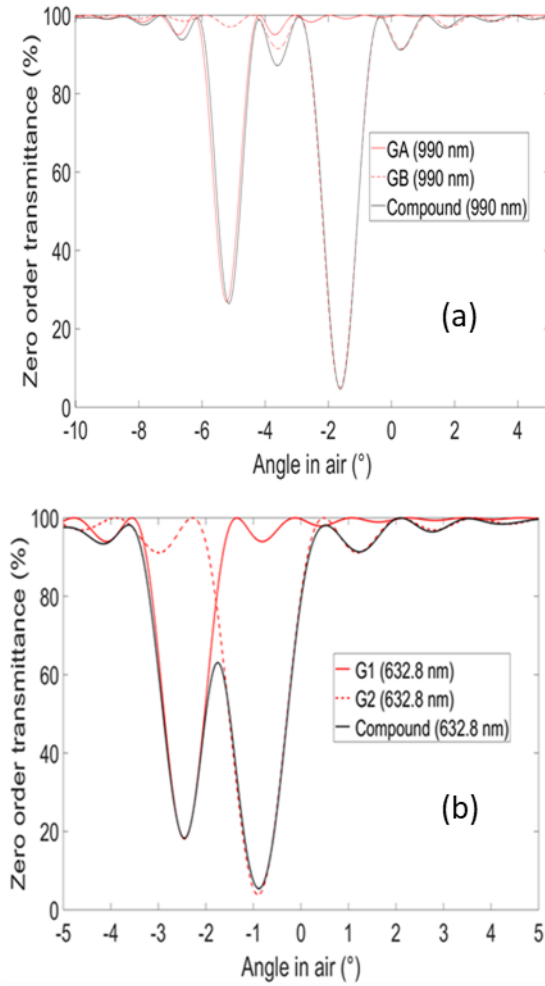 100
80
60
40
20
0
Zero order transmittance (%)
GA (990 nm)
GB (990 nm)
Compound (990 nm)
(a)
-10 -8 -6 -4 -2 0 2 4
Angle in air (°)
100
80
60
40
20
0
Zero order transmittance (%)
G1 (632.8 nm)
G2 (632.8 nm)
Compound (632.8 nm)
(b)
-5 -4 -3 -2 -1 0 1 2 3 4 5
Angle in air (°)